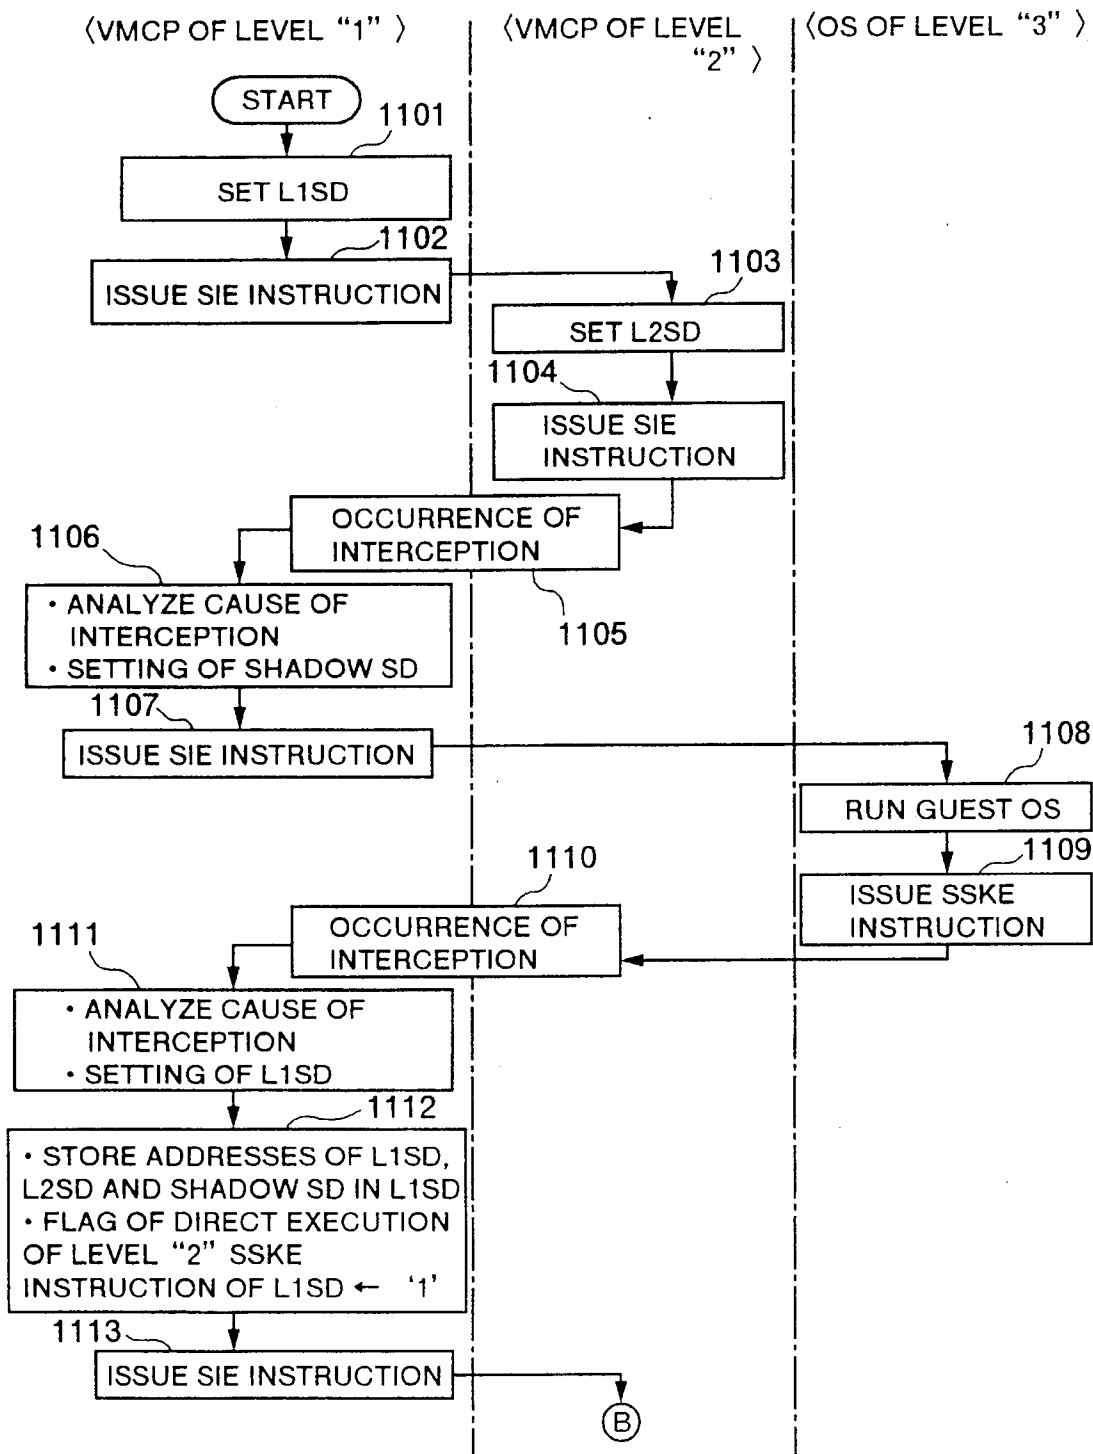 〈VMCP OF LEVEL “1” 〉
〈VMCP OF LEVEL
“2” 〉
〈OS OF LEVEL “3” 〉
START
1101
SET L1SD
1102
ISSUE SIE INSTRUCTION
1103
SET L2SD
1104
ISSUE SIE
INSTRUCTION
OCCURRENCE OF
INTERCEPTION
1105
1106
・ANALYZE CAUSE OF
INTERCEPTION
・SETTING OF SHADOW SD
1107
ISSUE SIE INSTRUCTION
1108
RUN GUEST OS
1109
ISSUE SSKE
INSTRUCTION
1110
OCCURRENCE OF
INTERCEPTION
1111
・ANALYZE CAUSE OF
INTERCEPTION
・SETTING OF L1SD
1112
・STORE ADDRESSES OF L1SD,
L2SD AND SHADOW SD IN L1SD
・FLAG OF DIRECT EXECUTION
OF LEVEL “2” SSKE
INSTRUCTION OF L1SD ← ‘1’
1113
ISSUE SIE INSTRUCTION
B